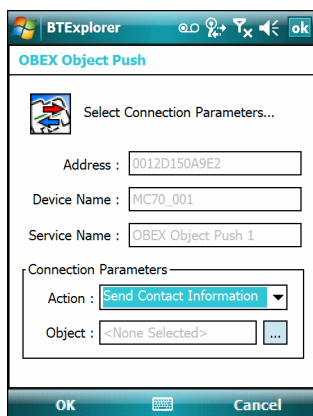 BTExplorer ok
OBEX Object Push
Select Connection Parameters...
Address : 0012D150A9E2
Device Name : MC70_001
Service Name : OBEX Object Push 1
Connection Parameters
Action : Send Contact Information
Object : <None Selected> ...
OK Cancel